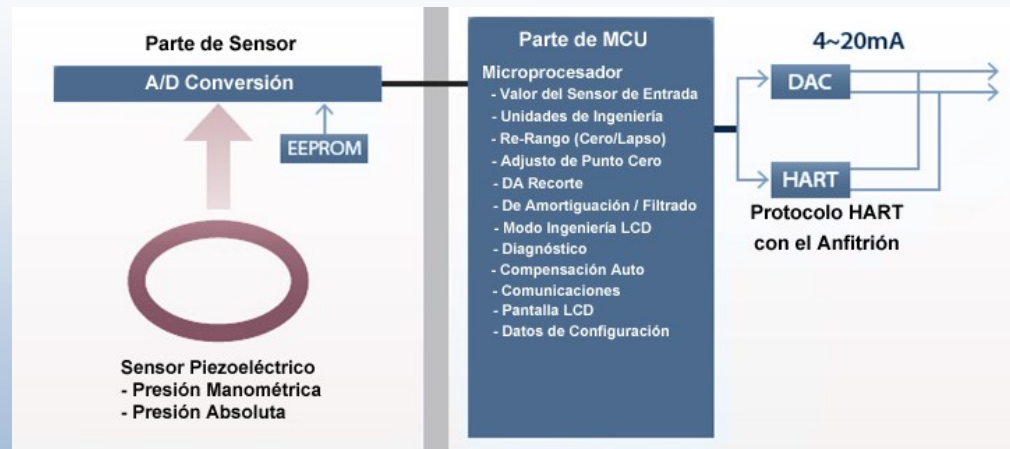 Parte de Sensor
A/D Conversión
EEPROM
Sensor Piezoeléctrico
- Presión Manométrica
- Presión Absoluta
Parte de MCU
Microprocesador
- Valor del Sensor de Entrada
- Unidades de Ingeniería
- Re-Rango (Cero/Lapso)
- Adjusto de Punto Cero
- DA Recorte
- De Amortiguación / Filtrado
- Modo Ingeniería LCD
- Diagnóstico
- Compensación Auto
- Comunicaciones
- Pantalla LCD
- Datos de Configuración
4~20mA
DAC
HART
Protocolo HART
con el Anfitrión